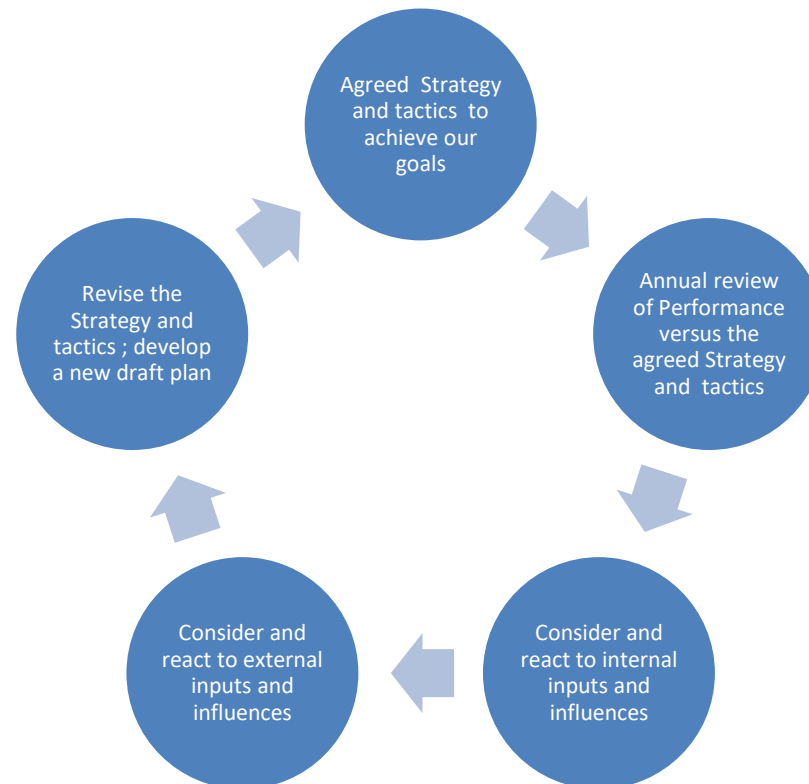 Agreed Strategy
and tactics to
achieve our
goals
Annual review
of Performance
versus the
agreed Strategy
and tactics
Consider and
react to internal
inputs and
influences
Consider and
react to external
inputs and
influences
Revise the
Strategy and
tactics ; develop
a new draft plan